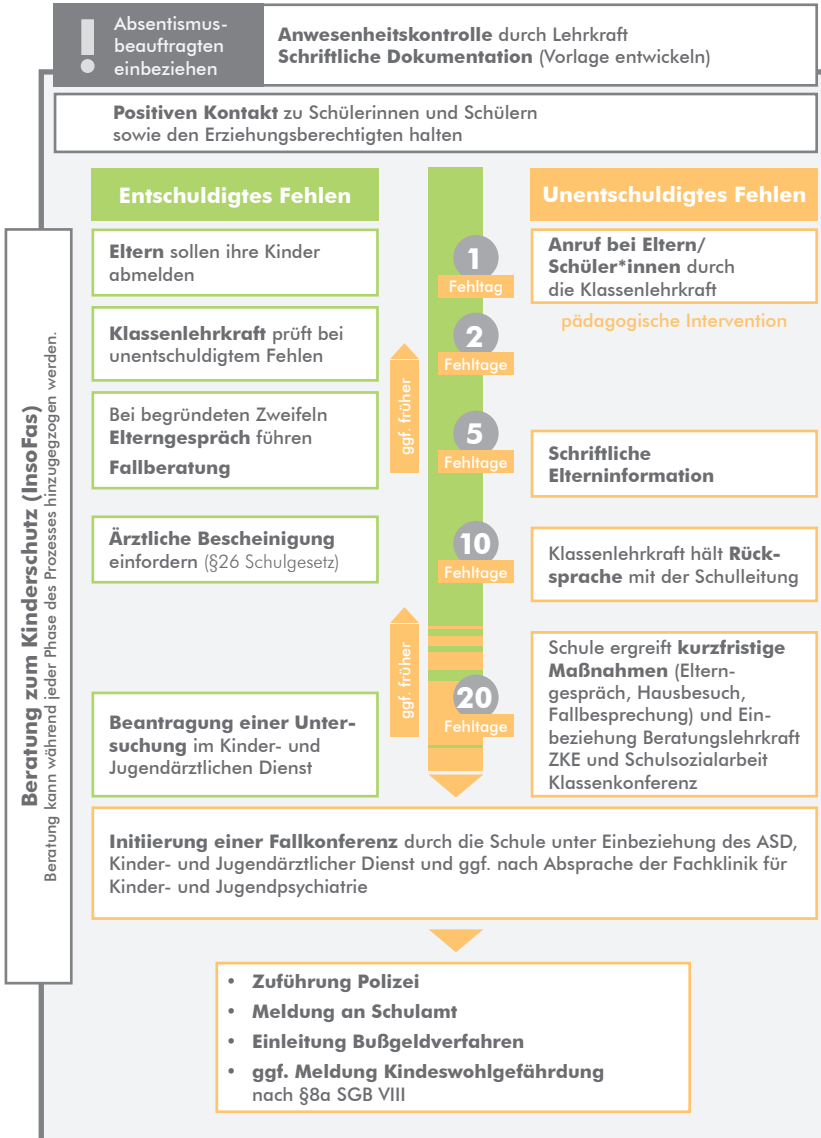 Absentismus-
beauftragten
einbeziehen
Anwesenheitskontrolle durch Lehrkraft
Schriftliche Dokumentation (Vorlage entwickeln)
Positiven Kontakt zu Schülerinnen und Schülern
sowie den Erziehungsberechtigten halten
Beratung zum Kinderschutz (InsoFas)
Beratung kann während jeder Phase des Prozesses hinzugegzogen werden.
Entschuldigtes Fehlen
Eltern sollen ihre Kinder
abmelden
Klassenlehrkraft prüft bei
unentschuldigtem Fehlen
Bei begründeten Zweifeln
Elterngespräch führen
Fallberatung
Ärztliche Bescheinigung
einfordern (§26 Schulgesetz)
Beantragung einer Unter-
suchung im Kinder- und
Jugendärztlichen Dienst
ggf. früher
ggf. früher
1
Fehltag
2
Fehltage
5
Fehltage
10
Fehltage
20
Fehltage
Unentschuldigtes Fehlen
Anruf bei Eltern/
Schüler*innen durch
die Klassenlehrkraft
pädagogische Intervention
Schriftliche
Elterninformation
Klassenlehrkraft hält Rück-
sprache mit der Schulleitung
Schule ergreift kurzfristige
Maßnahmen (Eltern-
gespräch, Hausbesuch,
Fallbesprechung) und Ein-
beziehung Beratungslehrkraft
ZKE und Schulsozialarbeit
Klassenkonferenz
Initiierung einer Fallkonferenz durch die Schule unter Einbeziehung des ASD,
Kinder- und Jugendärztlicher Dienst und ggf. nach Absprache der Fachklinik für
Kinder- und Jugendpsychiatrie
• Zuführung Polizei
• Meldung an Schulamt
• Einleitung Bußgeldverfahren
• ggf. Meldung Kindeswohlgefährdung
nach §8a SGB VIII